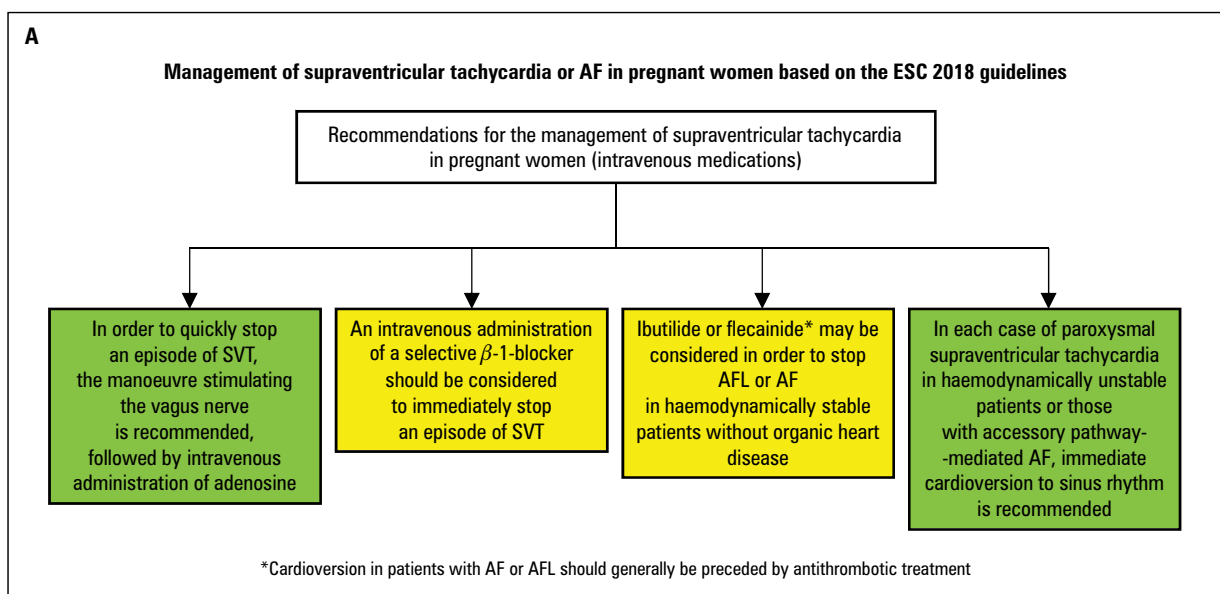 A
Management of supraventricular tachycardia or AF in pregnant women based on the ESC 2018 guidelines
Recommendations for the management of supraventricular tachycardia
in pregnant women (intravenous medications)
In order to quickly stop
an episode of SVT,
the manoeuvre stimulating
the vagus nerve
is recommended,
followed by intravenous
administration of adenosine
An intravenous administration
of a selective β-1-blocker
should be considered
to immediately stop
an episode of SVT
Ibutilide or flecainide* may be
considered in order to stop
AFL or AF
in haemodynamically stable
patients without organic heart
disease
In each case of paroxysmal
supraventricular tachycardia
in haemodynamically unstable
patients or those
with accessory pathway-
-mediated AF, immediate
cardioversion to sinus rhythm
is recommended
*Cardioversion in patients with AF or AFL should generally be preceded by antithrombotic treatment